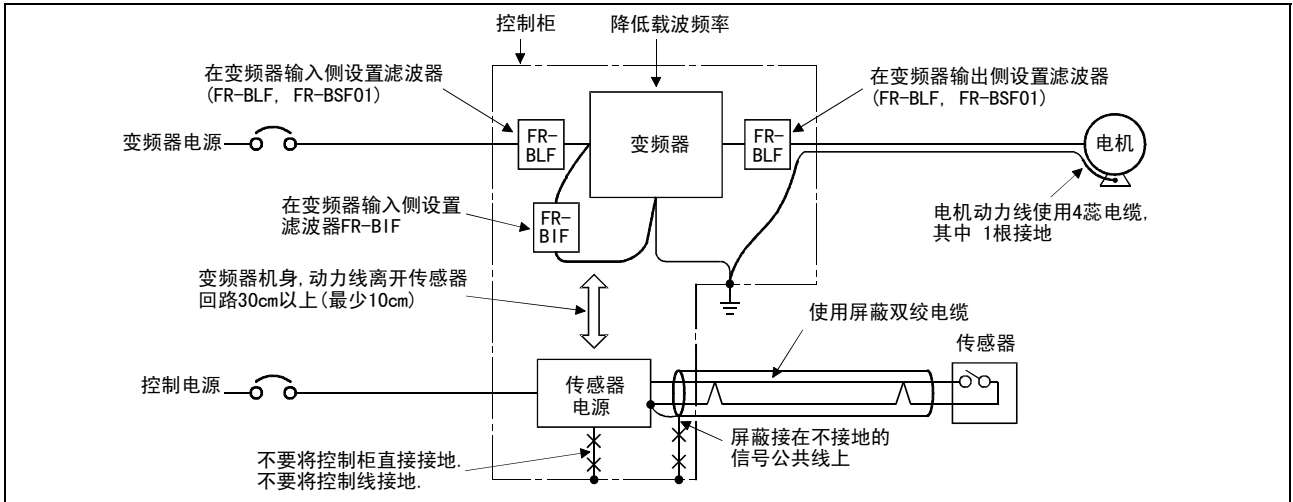 控制柜
降低载波频率
在变频器输入侧设置滤波器
(FR-BLF, FR-BSF01)
在变频器输出侧设置滤波器
(FR-BLF, FR-BSF01)
变频器电源
FR-
BLF
变频器
FR-
BLF
电机
在变频器输入侧设置
滤波器FR-BIF
FR-
BIF
电机动力线使用4蕊电缆,
其中 1根接地
变频器机身,动力线离开传感器
回路30cm以上(最少10cm)
使用屏蔽双绞电缆
传感器
控制电源
传感器
电源
屏蔽接在不接地的
信号公共线上
不要将控制柜直接接地.
不要将控制线接地.